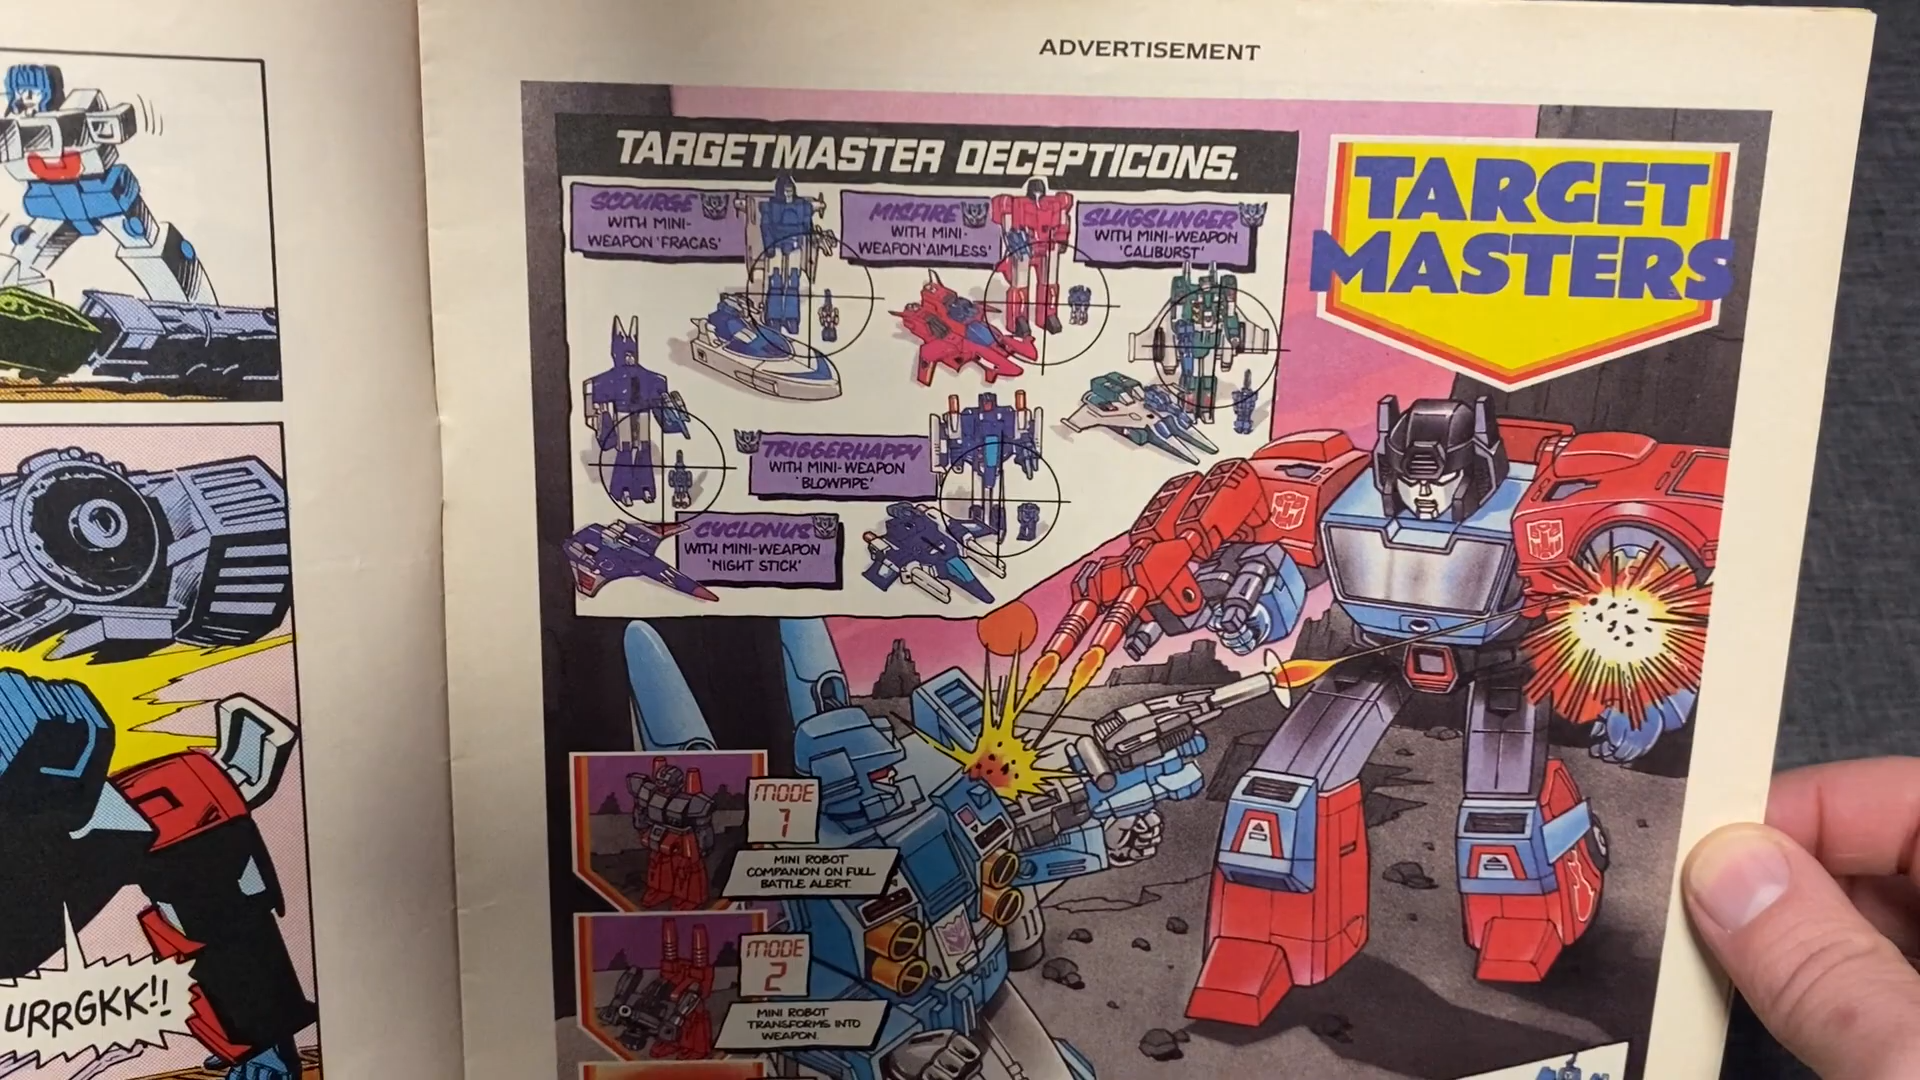 ADVERTISEMENT
TARGETMASTER DECEPTICONS.
TARGET
MASTERS
SCOURGE
WITH MINI-
WEAPON 'FRACAS'
MISFIRE
WITH MINI-
WEAPON 'AIMLESS'
SLUGSLINGER
WITH MINI-WEAPON
'CALIBURST'
TRIGGERHAPPY
WITH MINI-WEAPON
'BLOWPIPE'
CYCLONUS
WITH MINI-WEAPON
'NIGHT STICK'
MODE
1
MINI ROBOT
COMPANION ON FULL
BATTLE ALERT.
MODE
2
MINI ROBOT
TRANSFORMS INTO
WEAPON.
URRGKK!!